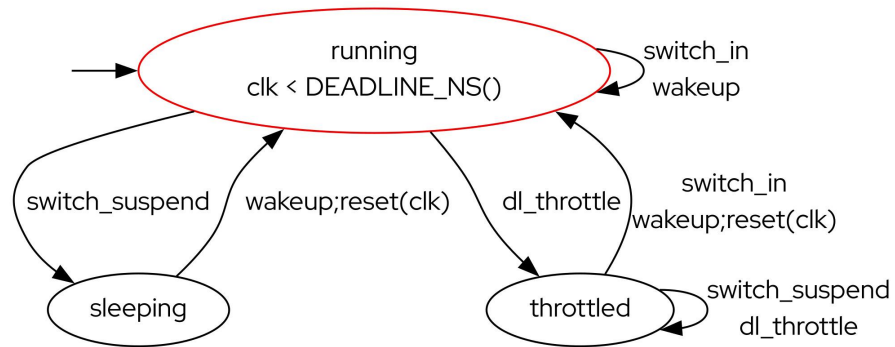 running
clk < DEADLINE_NS()
switch_in
wakeup
switch_suspend
wakeup;reset(clk)
dl_throttle
switch_in
wakeup;reset(clk)
sleeping
throttled
switch_suspend
dl_throttle